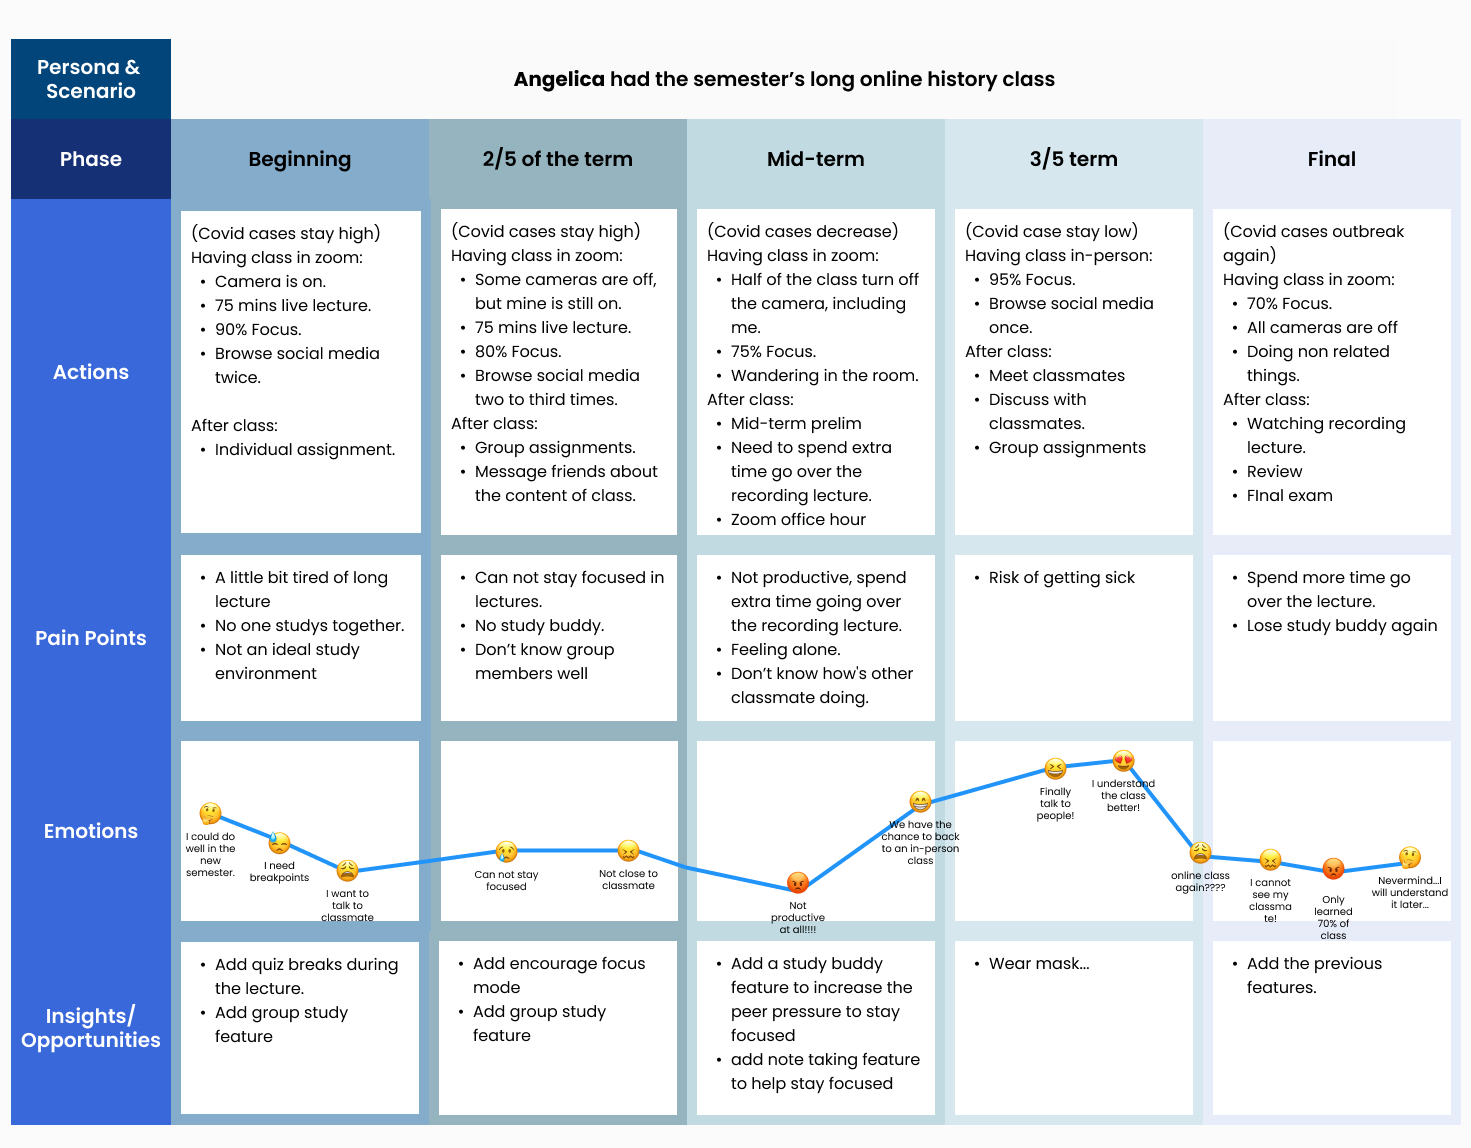 Persona &
Scenario
Angelica had the semester’s long online history class
Phase
Beginning
2/5 of the term
Mid-term
3/5 term
Final
Actions
(Covid cases stay high)
Having class in zoom:
• Camera is on.
• 75 mins live lecture.
• 90% Focus.
• Browse social media
twice.
After class:
• Individual assignment.
(Covid cases stay high)
Having class in zoom:
• Some cameras are off,
but mine is still on.
• 75 mins live lecture.
• 80% Focus.
• Browse social media
two to third times.
After class:
• Group assignments.
• Message friends about
the content of class.
(Covid cases decrease)
Having class in zoom:
• Half of the class turn off
the camera, including
me.
• 75% Focus.
• Wandering in the room.
After class:
• Mid-term prelim
• Need to spend extra
time go over the
recording lecture.
• Zoom office hour
(Covid case stay low)
Having class in-person:
• 95% Focus.
• Browse social media
once.
After class:
• Meet classmates
• Discuss with
classmates.
• Group assignments
(Covid cases outbreak
again)
Having class in zoom:
• 70% Focus.
• All cameras are off
• Doing non related
things.
After class:
• Watching recording
lecture.
• Review
• FInal exam
Pain Points
• A little bit tired of long
lecture
• No one studys together.
• Not an ideal study
environment
• Can not stay focused in
lectures.
• No study buddy.
• Don’t know group
members well
• Not productive, spend
extra time going over
the recording lecture.
• Feeling alone.
• Don’t know how's other
classmate doing.
• Risk of getting sick
• Spend more time go
over the lecture.
• Lose study buddy again
Emotions
I could do
well in the
new
semester.
I need
breakpoints
I want to
talk to
classmate
Can not stay
focused
Not close to
classmate
Not
productive
at all!!!!
We have the
chance to back
to an in-person
class
Finally
talk to
people!
I understand
the class
better!
online class
again????
I cannot
see my
classma
te!
Only
learned
70% of
class
Nevermind...I
will understand
it later...
Insights/
Opportunities
• Add quiz breaks during
the lecture.
• Add group study
feature
• Add encourage focus
mode
• Add group study
feature
• Add a study buddy
feature to increase the
peer pressure to stay
focused
• add note taking feature
to help stay focused
• Wear mask...
• Add the previous
features.